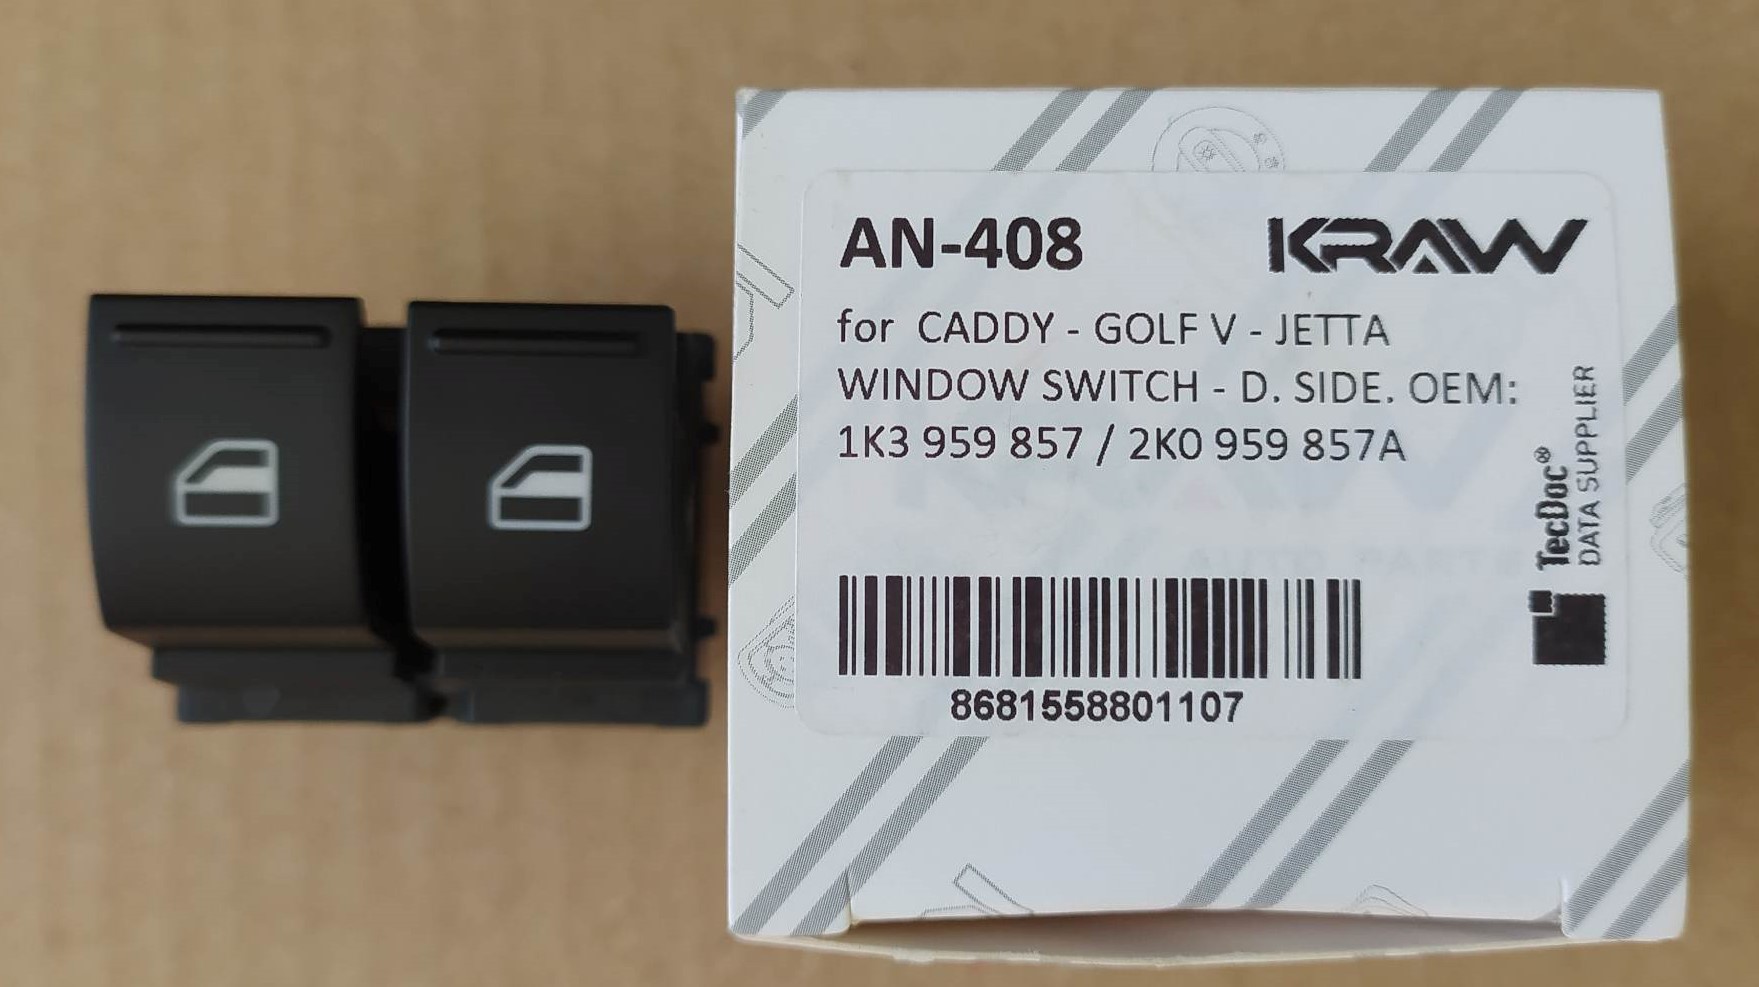 AN-408 KRAW
for CADDY - GOLF V - JETTA
WINDOW SWITCH - D. SIDE. OEM:
1K3 959 857 / 2K0 959 857A
8681558801107
TecDoc®
DATA SUPPLIER